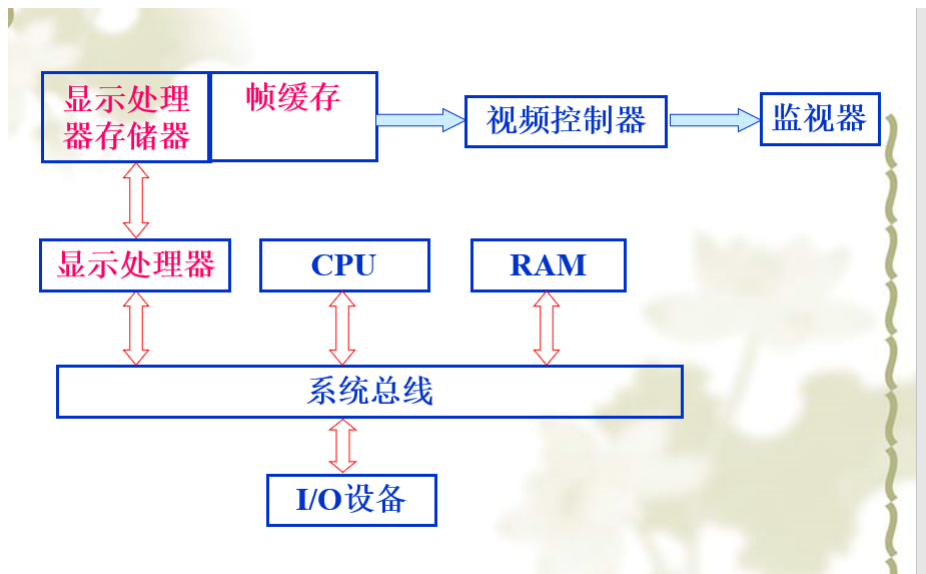 显示处理
器存储器
帧缓存
视频控制器
监视器
显示处理器
CPU
RAM
系统总线
I/O设备